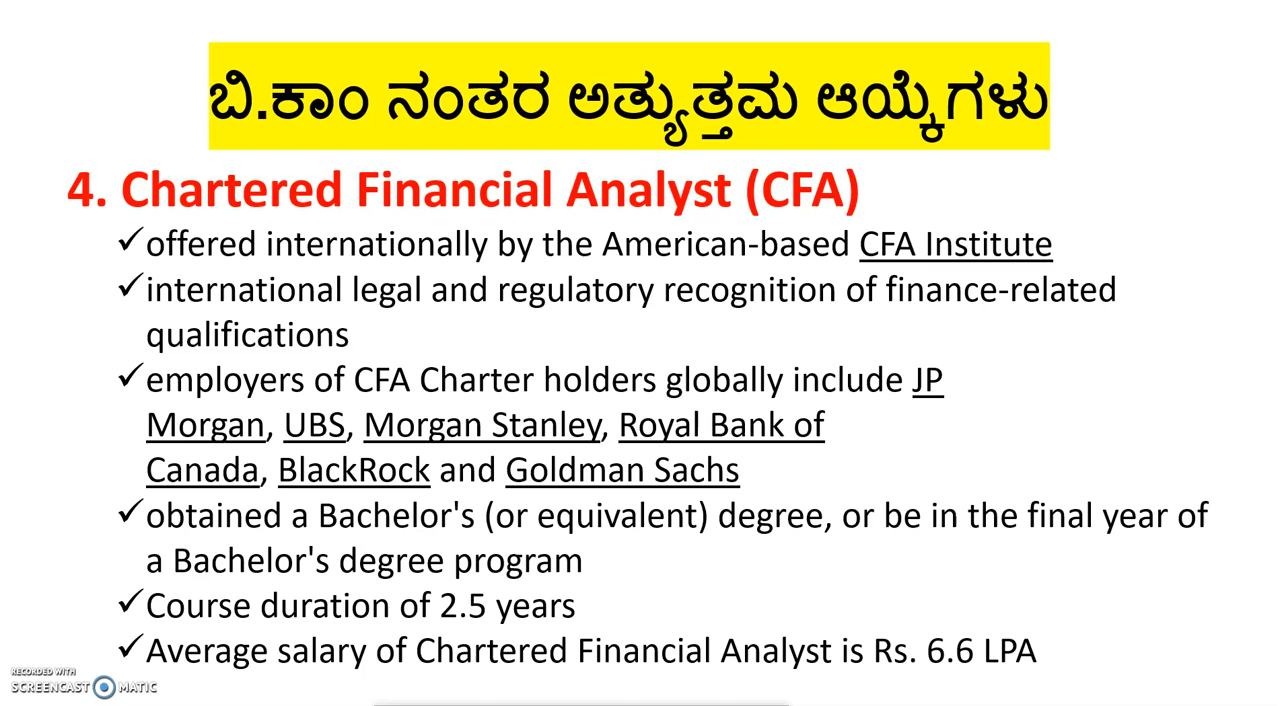 ಬಿ.ಕಾಂ ನಂತರ ಅತ್ಯುತ್ತಮ ಆಯ್ಕೆಗಳು
4. Chartered Financial Analyst (CFA)
✓offered internationally by the American-based CFA Institute
✓international legal and regulatory recognition of finance-related
qualifications
✓employers of CFA Charter holders globally include JP
Morgan, UBS, Morgan Stanley, Royal Bank of
Canada, BlackRock and Goldman Sachs
✓obtained a Bachelor's (or equivalent) degree, or be in the final year of
a Bachelor's degree program
✓Course duration of 2.5 years
✓Average salary of Chartered Financial Analyst is Rs. 6.6 LPA
RECORDED WITH
SCREENCAST MATIC